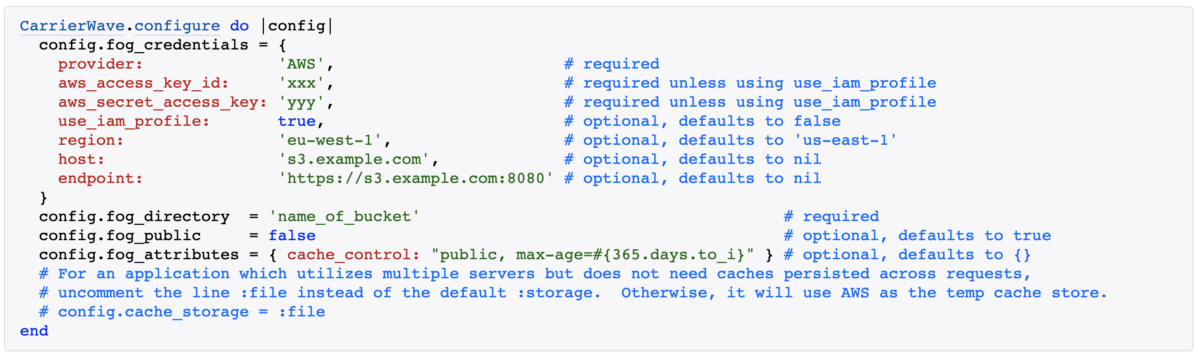 CarrierWave.configure do |config|
  config.fog_credentials = {
    provider:              'AWS',                        # required
    aws_access_key_id:     'xxx',                        # required unless using use_iam_profile
    aws_secret_access_key: 'yyy',                        # required unless using use_iam_profile
    use_iam_profile:       true,                         # optional, defaults to false
    region:                'eu-west-1',                  # optional, defaults to 'us-east-1'
    host:                  's3.example.com',             # optional, defaults to nil
    endpoint:              'https://s3.example.com:8080' # optional, defaults to nil
  }
  config.fog_directory  = 'name_of_bucket'                                      # required
  config.fog_public     = false                                                 # optional, defaults to true
  config.fog_attributes = { cache_control: "public, max-age=#{365.days.to_i}" } # optional, defaults to {}
  # For an application which utilizes multiple servers but does not need caches persisted across requests,
  # uncomment the line :file instead of the default :storage.  Otherwise, it will use AWS as the temp cache store.
  # config.cache_storage = :file
end